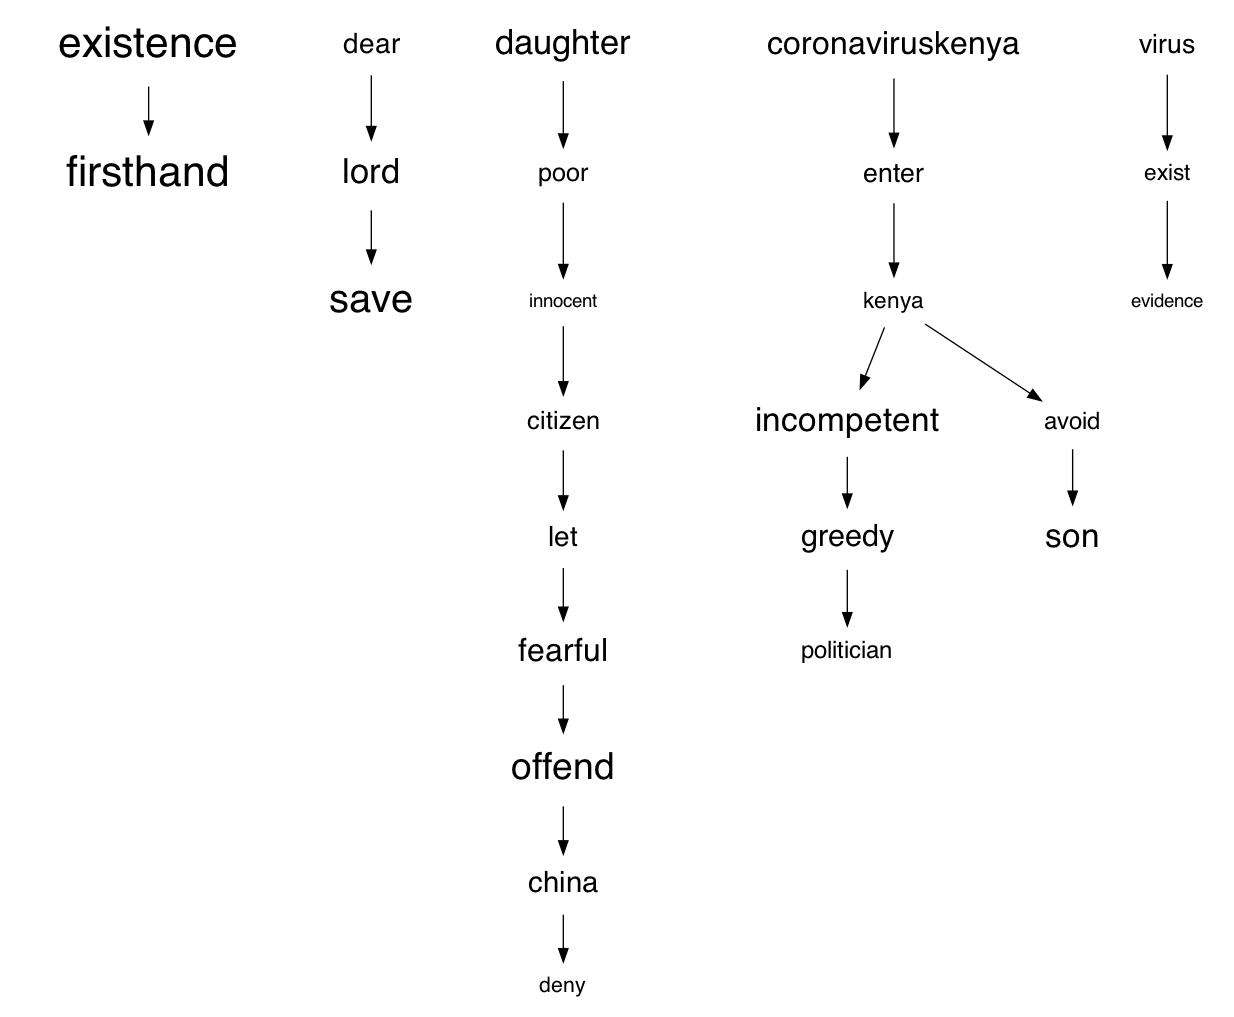 existence dear daughter coronaviruskenya virus
firsthand lord poor enter exist
save innocent kenya evidence
citizen incompetent avoid
let greedy son
fearful politician
offend
china
deny